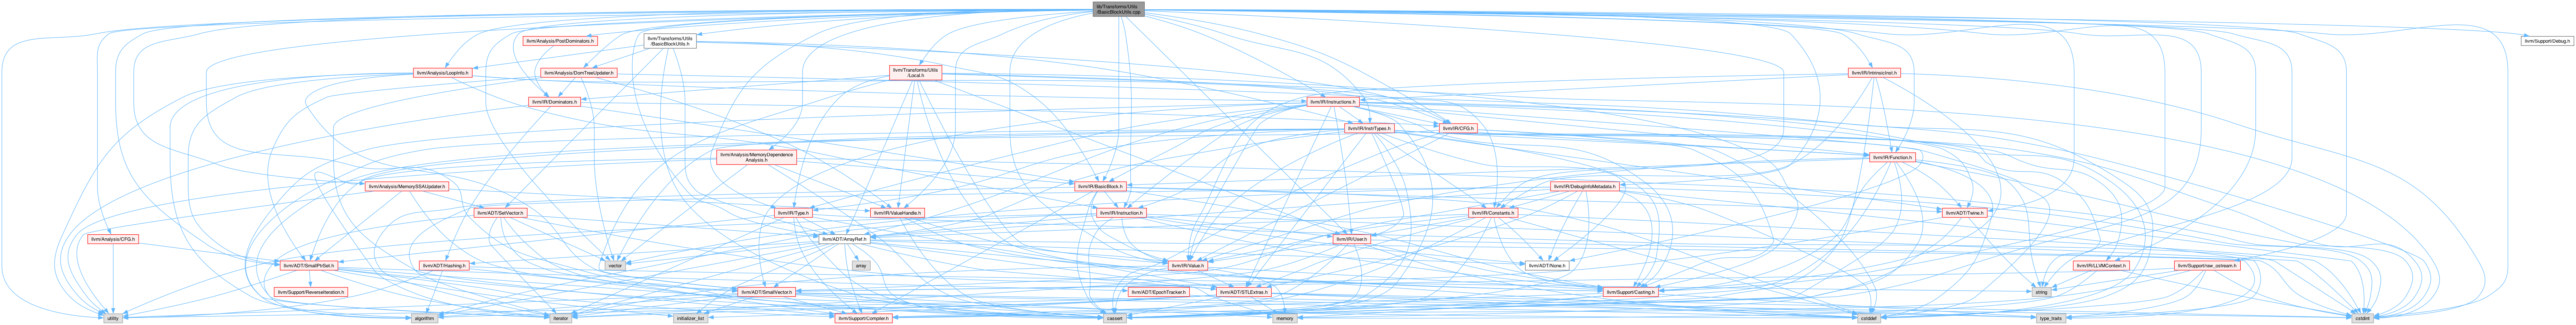 lib/Transforms/Utils
/BasicBlockUtils.cpp
llvm/Analysis/PostDominators.h
llvm/Transforms/Utils
/BasicBlockUtils.h
llvm/Support/Debug.h
llvm/Analysis/LoopInfo.h
llvm/Analysis/DomTreeUpdater.h
llvm/Transforms/Utils
/Local.h
llvm/IR/IntrinsicInst.h
llvm/IR/Dominators.h
llvm/IR/Instructions.h
llvm/IR/InstrTypes.h
llvm/IR/CFG.h
llvm/Analysis/MemoryDependence
Analysis.h
llvm/IR/Function.h
llvm/Analysis/MemorySSAUpdater.h
llvm/IR/BasicBlock.h
llvm/IR/DebugInfoMetadata.h
llvm/ADT/SetVector.h
llvm/IR/Type.h
llvm/IR/ValueHandle.h
llvm/IR/Instruction.h
llvm/IR/Constants.h
llvm/ADT/Twine.h
llvm/Analysis/CFG.h
llvm/ADT/ArrayRef.h
llvm/IR/User.h
llvm/ADT/SmallPtrSet.h
llvm/ADT/Hashing.h
vector
array
llvm/IR/Value.h
llvm/ADT/None.h
llvm/IR/LLVMContext.h
llvm/Support/raw_ostream.h
llvm/Support/ReverseIteration.h
llvm/ADT/SmallVector.h
llvm/ADT/EpochTracker.h
llvm/ADT/STLExtras.h
llvm/Support/Casting.h
string
utility
algorithm
iterator
initializer_list
llvm/Support/Compiler.h
cassert
memory
cstddef
type_traits
cstdint